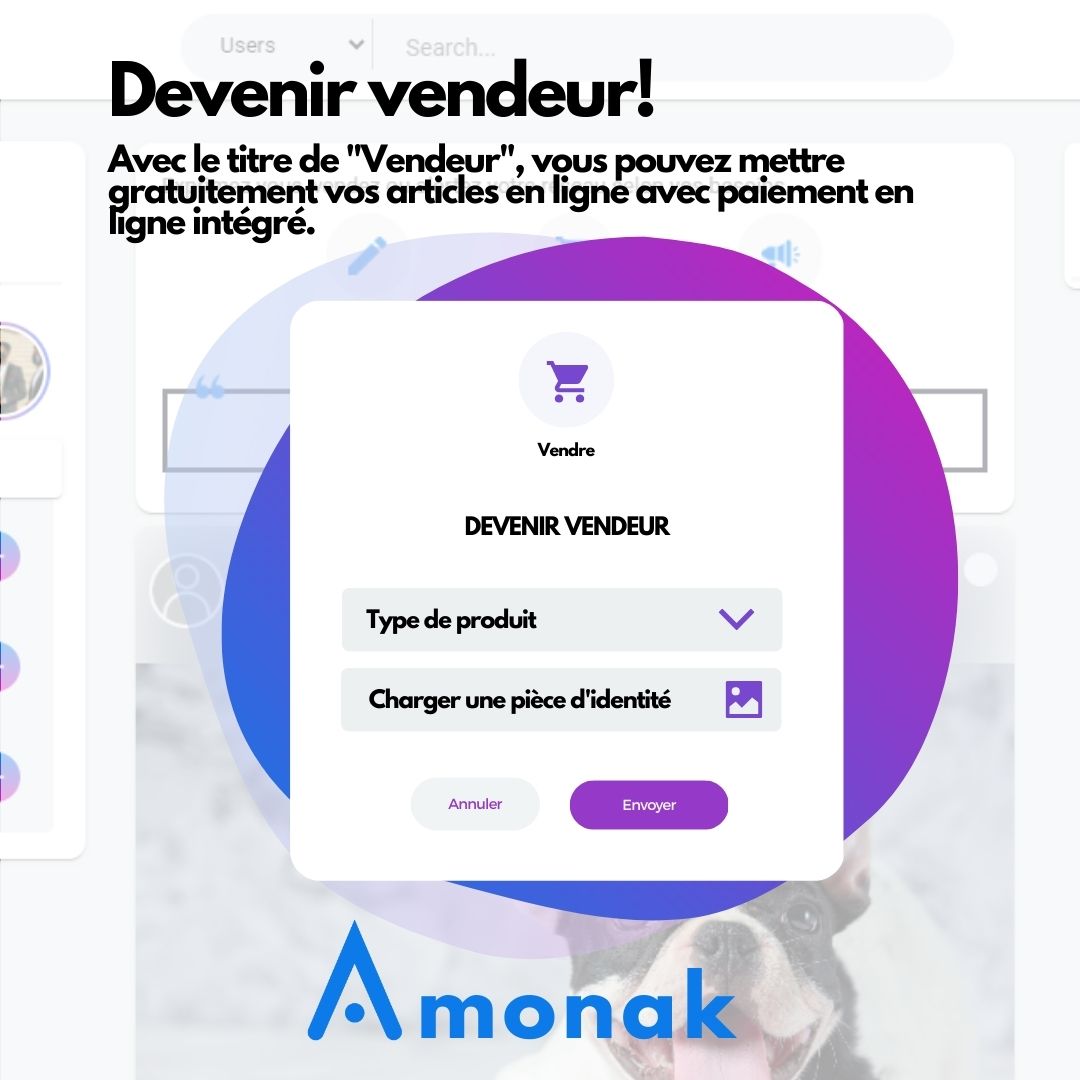 Users
Search...
Devenir vendeur!
Avec le titre de "Vendeur", vous pouvez mettre
gratuitement vos articles en ligne avec paiement en
ligne intégré.
Vendre
DEVENIR VENDEUR
Type de produit
Charger une pièce d'identité
Annuler
Envoyer
Amonak